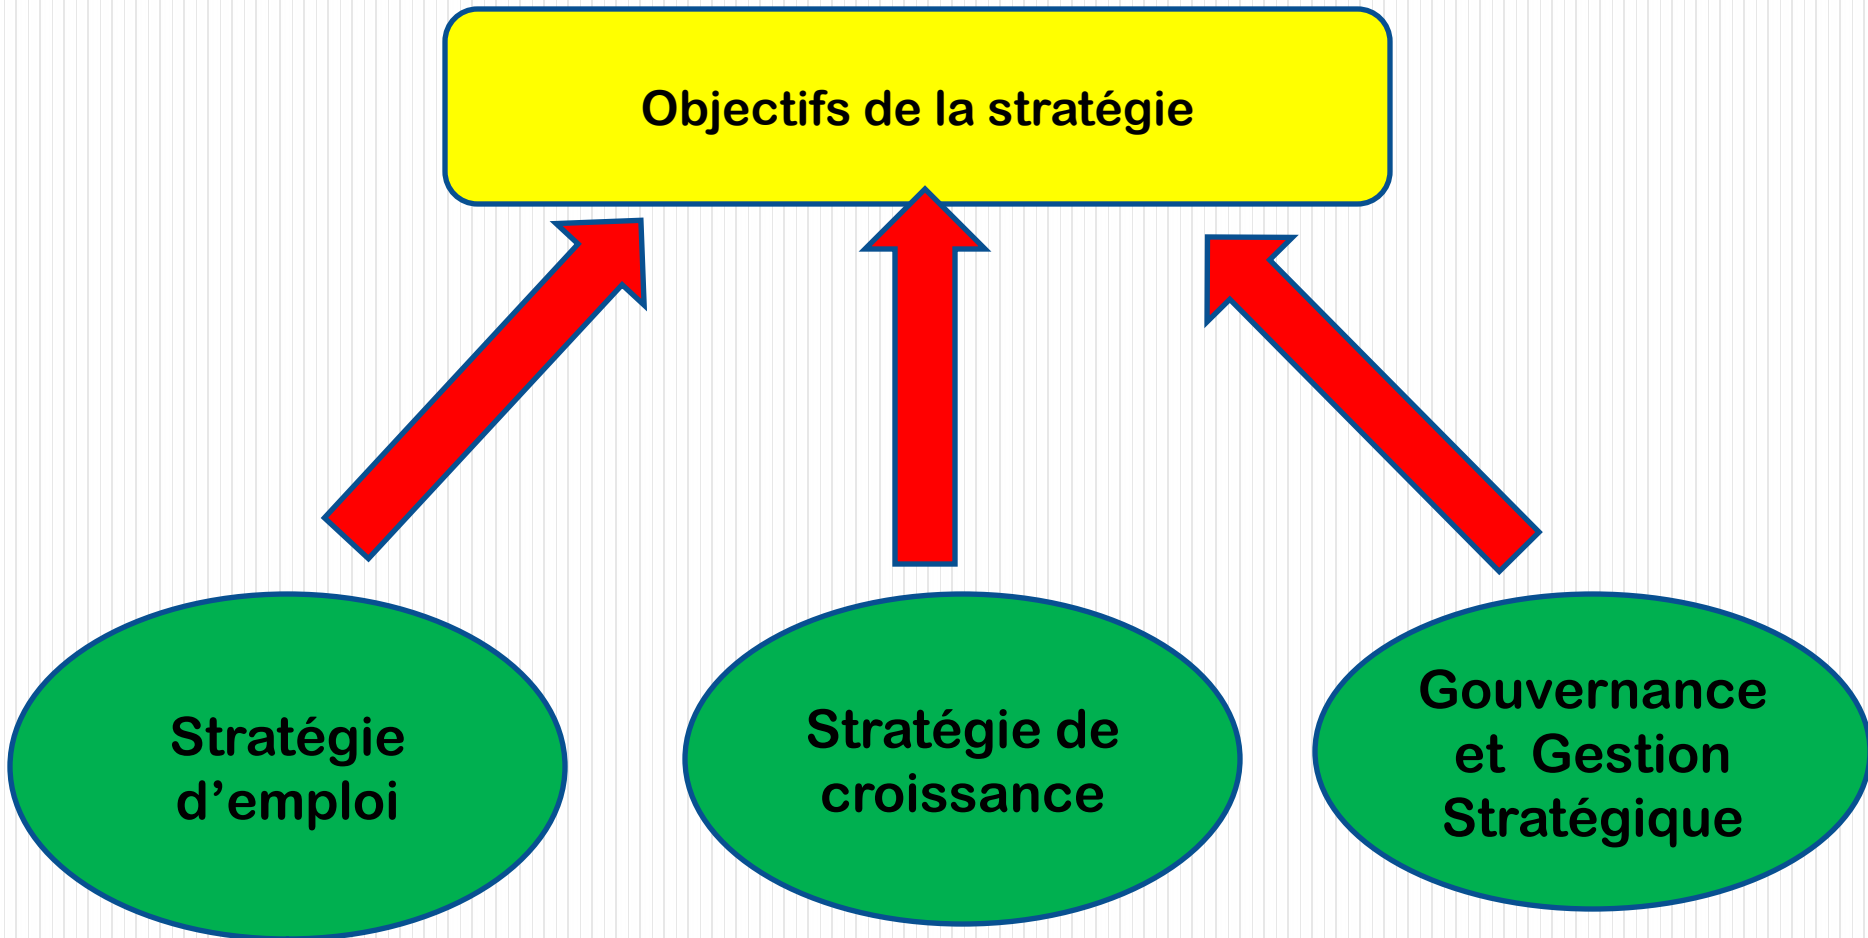 Objectifs de la stratégie
Stratégie
d’emploi
Stratégie de
croissance
Gouvernance
et  Gestion
Stratégique